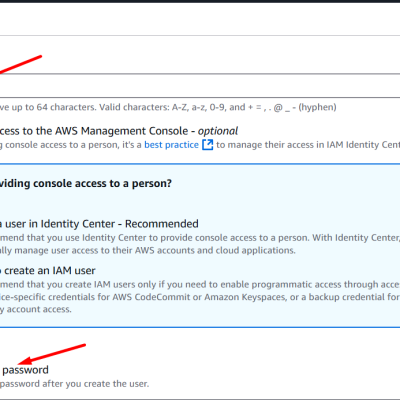 ve up to 64 characters. Valid characters: A-Z, a-z, 0-9, and + = , . @ _ - (hyphen)
cess to the AWS Management Console - optional
g console access to a person, it's a best practice to manage their access in IAM Identity Cent
viding console access to a person?
a user in Identity Center - Recommended
mend that you use Identity Center to provide console access to a person. With Identity Center,
lly manage user access to their AWS accounts and cloud applications.
o create an IAM user
mend that you create IAM users only if you need to enable programmatic access through acce
ice-specific credentials for AWS CodeCommit or Amazon Keyspaces, or a backup credential for
y account access.
password
password after you create the user.